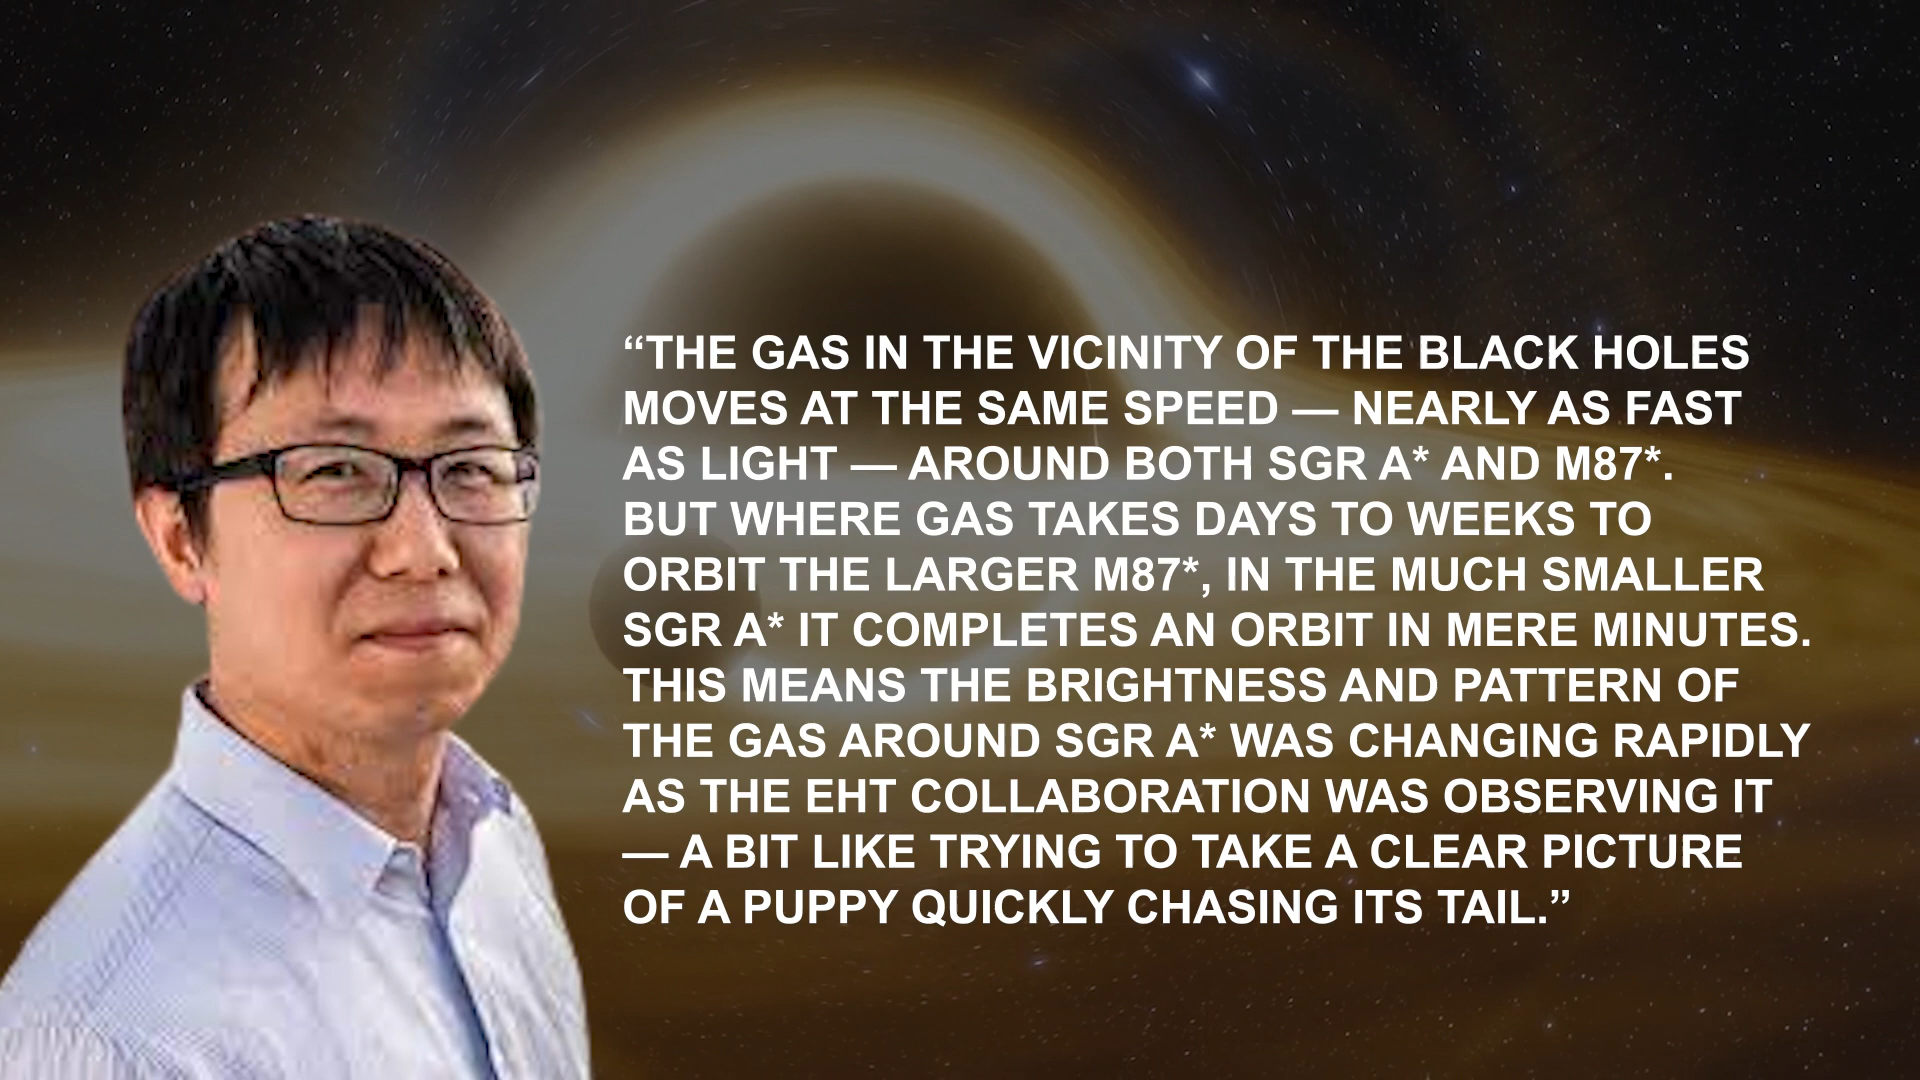 “THE GAS IN THE VICINITY OF THE BLACK HOLES
MOVES AT THE SAME SPEED — NEARLY AS FAST
AS LIGHT — AROUND BOTH SGR A* AND M87*.
BUT WHERE GAS TAKES DAYS TO WEEKS TO
ORBIT THE LARGER M87*, IN THE MUCH SMALLER
SGR A* IT COMPLETES AN ORBIT IN MERE MINUTES.
THIS MEANS THE BRIGHTNESS AND PATTERN OF
THE GAS AROUND SGR A* WAS CHANGING RAPIDLY
AS THE EHT COLLABORATION WAS OBSERVING IT
— A BIT LIKE TRYING TO TAKE A CLEAR PICTURE
OF A PUPPY QUICKLY CHASING ITS TAIL.”